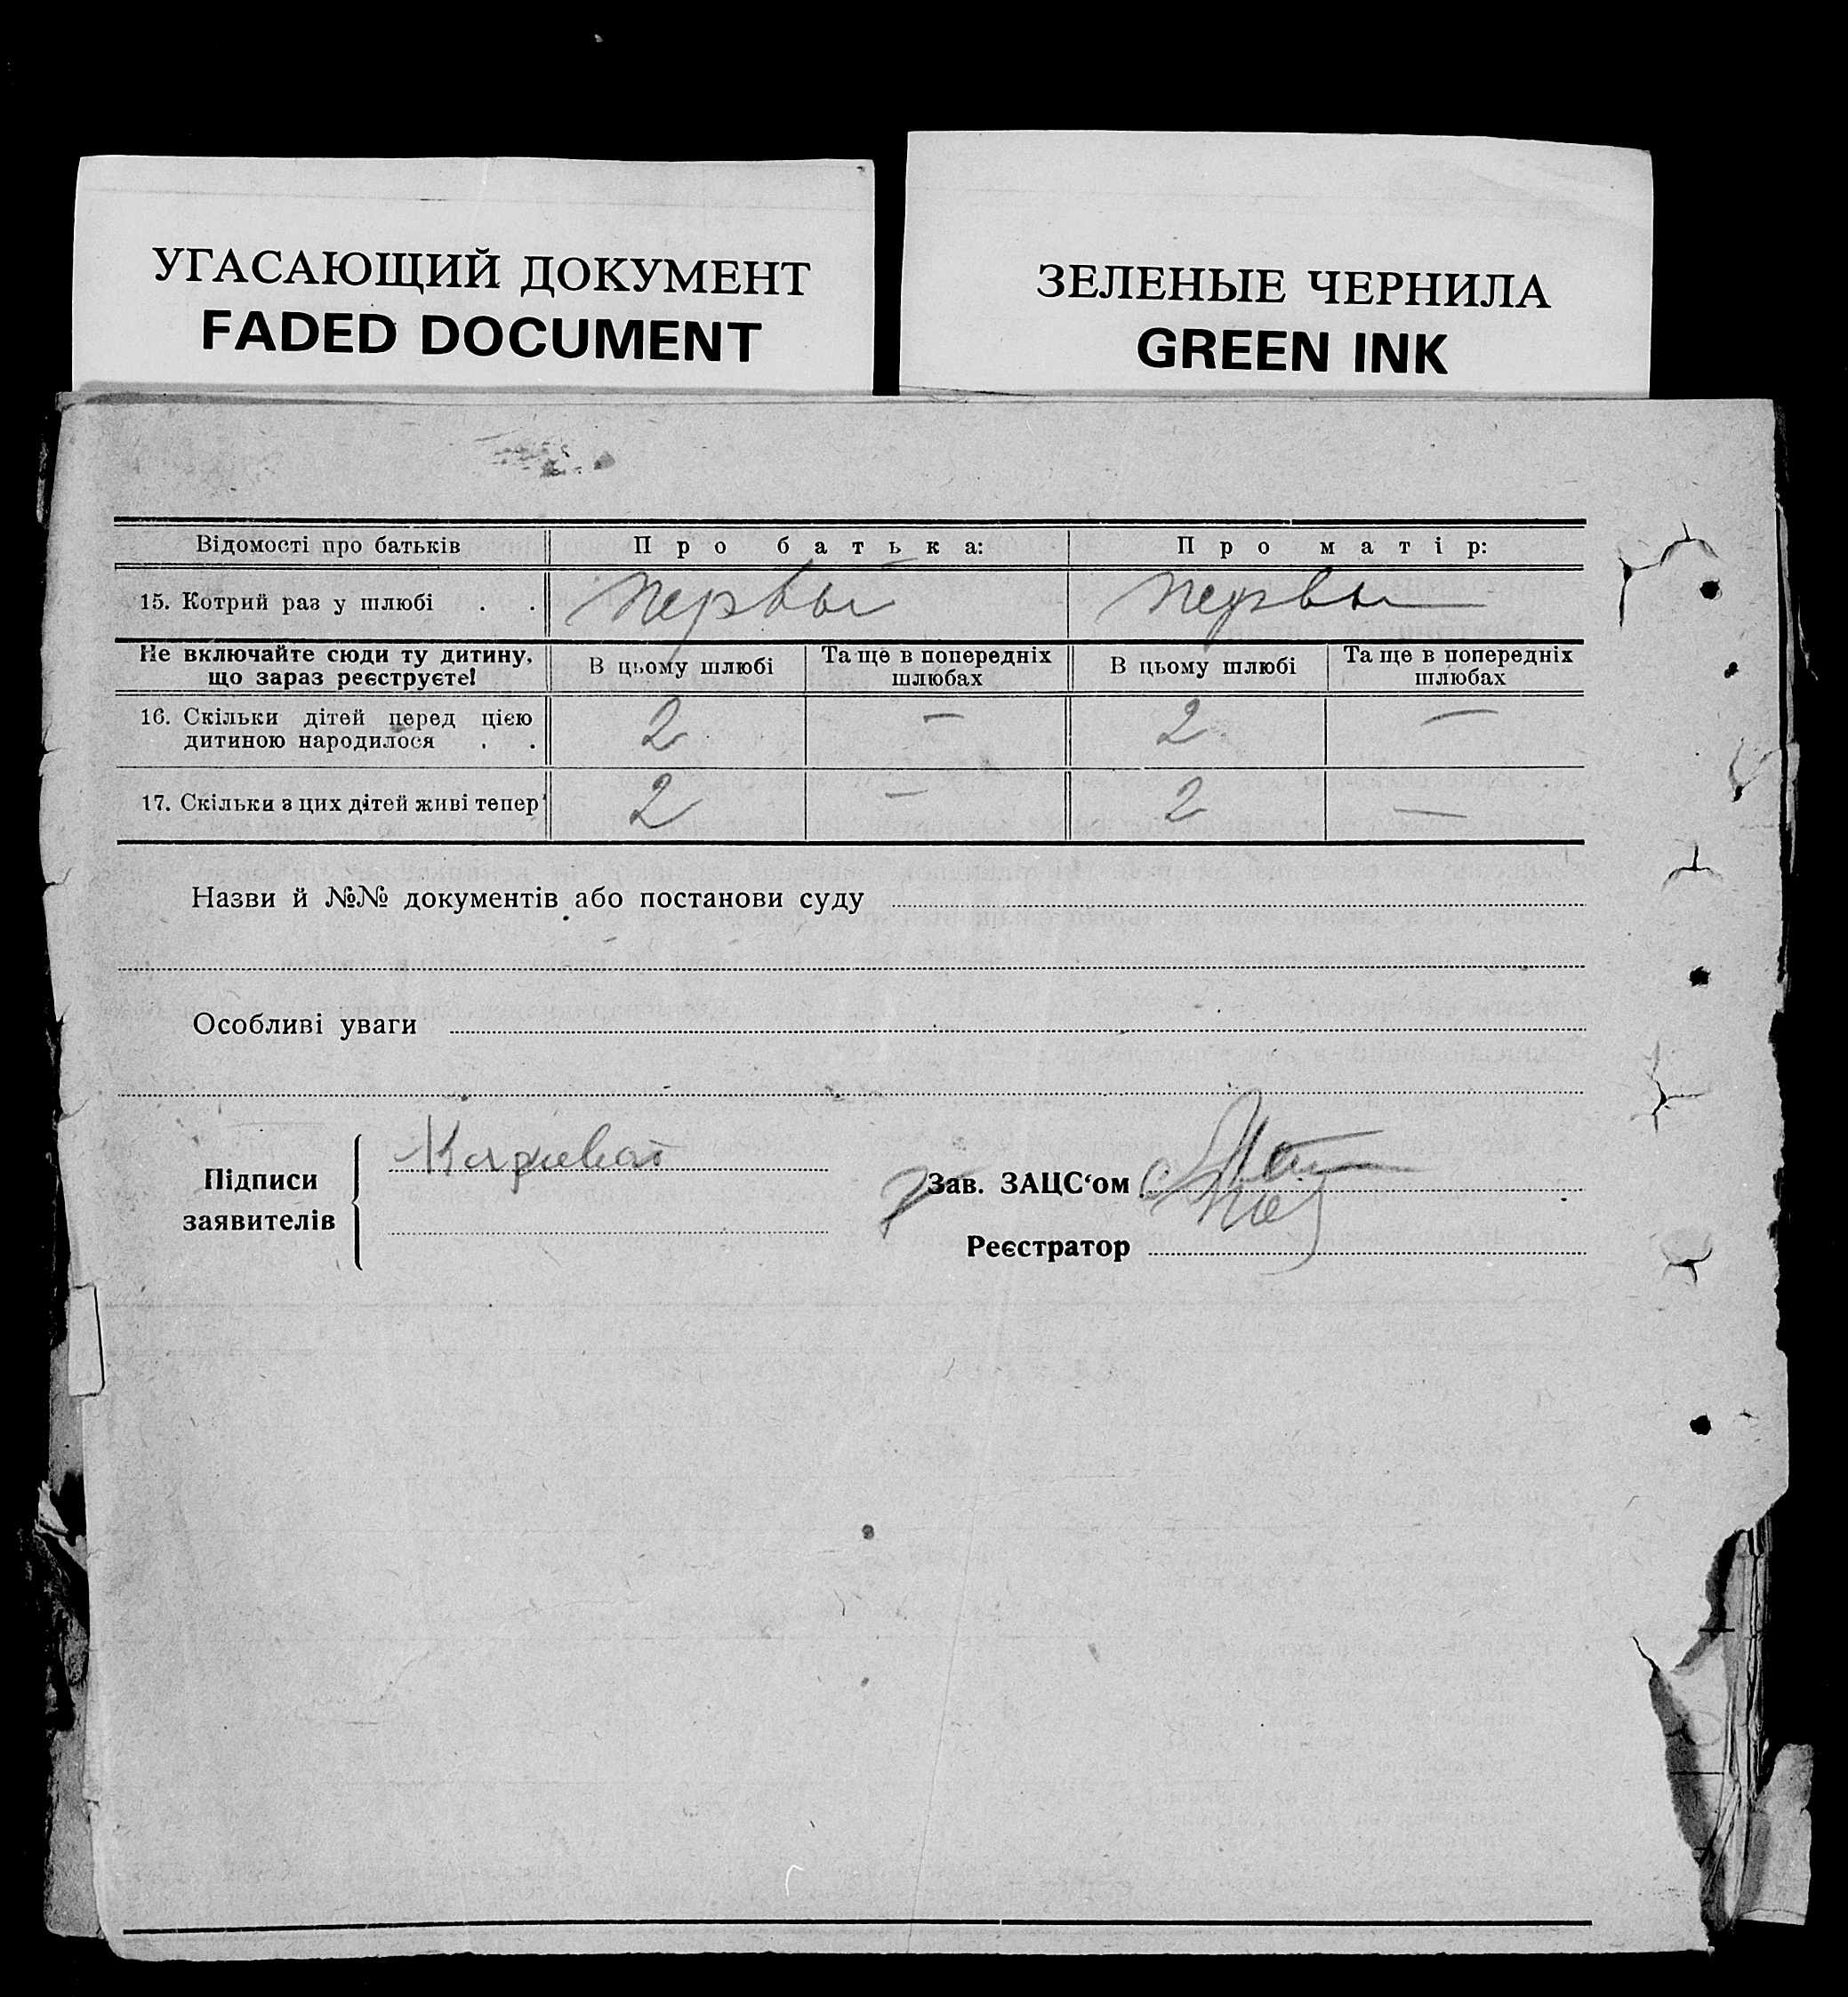 УГАСАЮЩИЙ ДОКУМЕНТ
FADED DOCUMENT
ЗЕЛЕНЫЕ ЧЕРНИЛА
GREEN INK
Відомості про батьків Про батька: Про матір:
15. Котрий раз у шлюбі . . первы первы
Не включайте сюди ту дитину, що зараз реєструєте! В цьому шлюбі Та ще в попередніх шлюбах В цьому шлюбі Та ще в попередніх шлюбах
16. Скільки дітей перед цією дитиною народилося . . 2 — 2 —
17. Скільки з цих дітей живі тепер 2 — 2 —
Назви й №№ документів або постанови суду
Особливі уваги
Підписи заявителів
Зав. ЗАЦС‘ом
Реєстратор